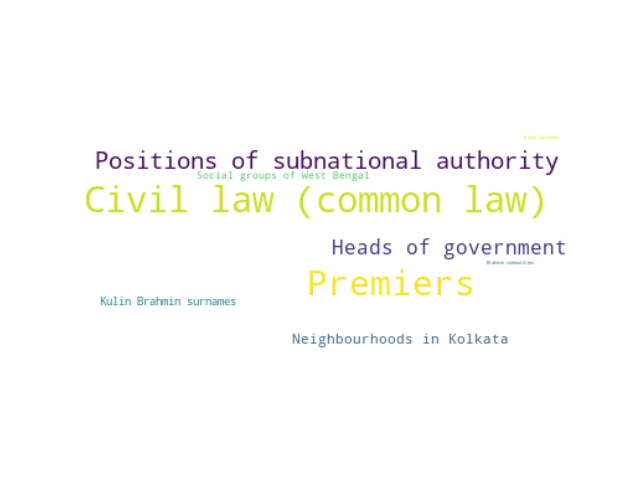 Positions of subnational authority
Social groups of West Bengal
Civil law (common law)
Heads of government
Brahmin communities
Premiers
Kulin Brahmin surnames
Neighbourhoods in Kolkata